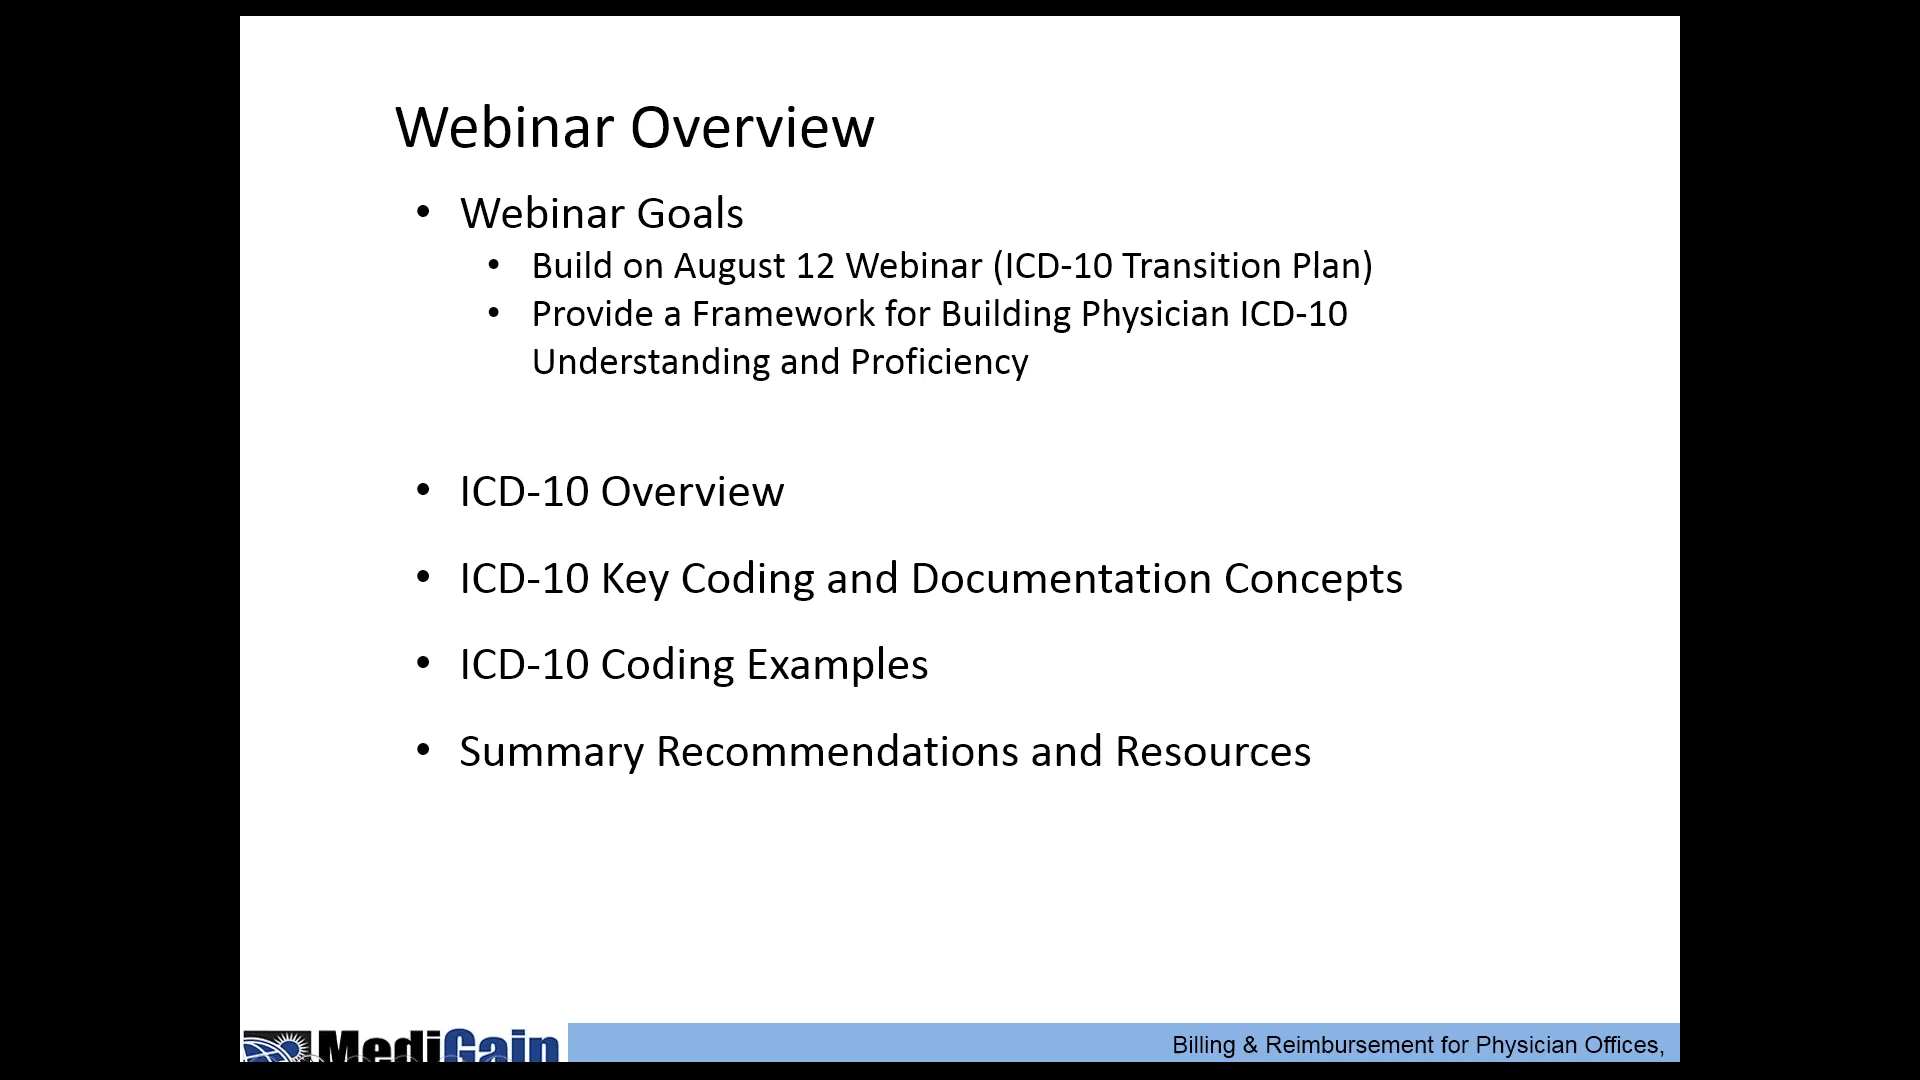 Webinar Overview
• Webinar Goals
• Build on August 12 Webinar (ICD-10 Transition Plan)
• Provide a Framework for Building Physician ICD-10
Understanding and Proficiency
• ICD-10 Overview
• ICD-10 Key Coding and Documentation Concepts
• ICD-10 Coding Examples
• Summary Recommendations and Resources
MediGain
Billing & Reimbursement for Physician Offices,